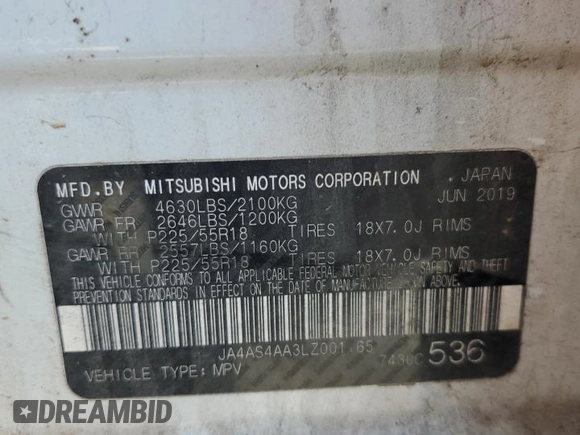 MFD.BY MITSUBISHI MOTORS CORPORATION JAPAN
GVWR 4630LBS/2100KG JUN 2019
GAWR FR 2646LBS/1200KG
WITH P225/55R18 TIRES 18X7.0J RIMS
GAWR RR 2557LBS/1160KG
WITH P225/55R18 TIRES 18X7.0J RIMS
THIS VEHICLE CONFORMS TO ALL APPLICABLE FEDERAL MOTOR VEHICLE SAFETY AND THEFT
PREVENTION STANDARDS IN EFFECT ON THE DATE OF MANUFACTURE SHOWN ABOVE.
536
VEHICLE TYPE: MPV
DREAMBID